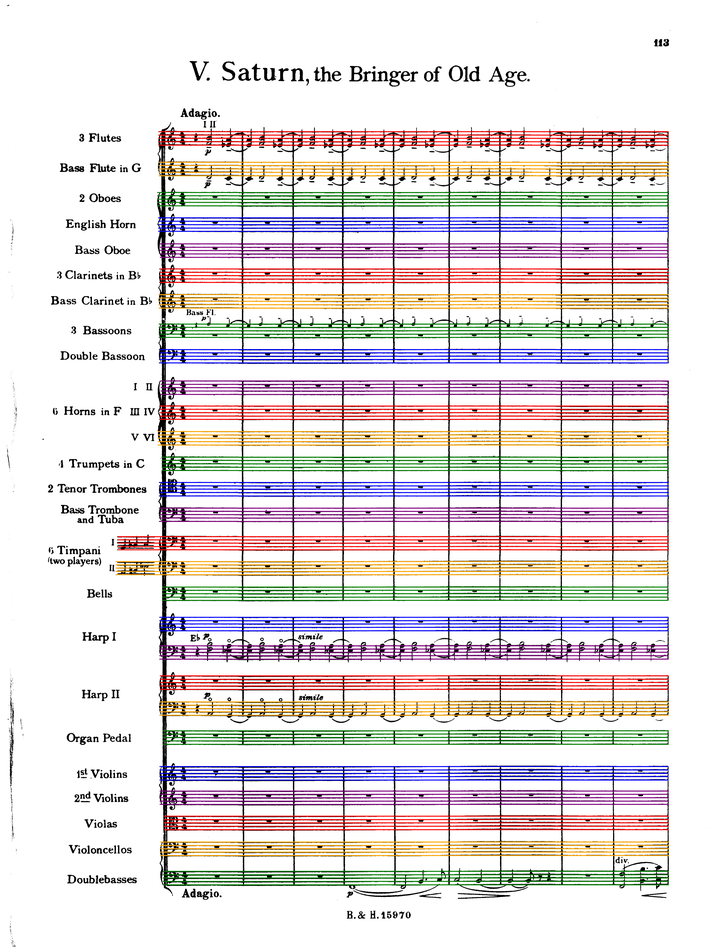 113
V. Saturn, the Bringer of Old Age.
Adagio.
I II
3 Flutes
p
Bass Flute in G
p
2 Oboes
English Horn
Bass Oboe
3 Clarinets in B♭
Bass Clarinet in B♭
Bass Fl.
p
3 Bassoons
Double Bassoon
I II
6 Horns in F III IV
V VI
4 Trumpets in C
2 Tenor Trombones
Bass Trombone
and Tuba
I
6 Timpani
(two players)
II
Bells
Harp I
E♭ p
simile
Harp II
p
simile
Organ Pedal
1st Violins
2nd Violins
Violas
Violoncellos
div.
Doublebasses
Adagio.
p
B. & H. 15970